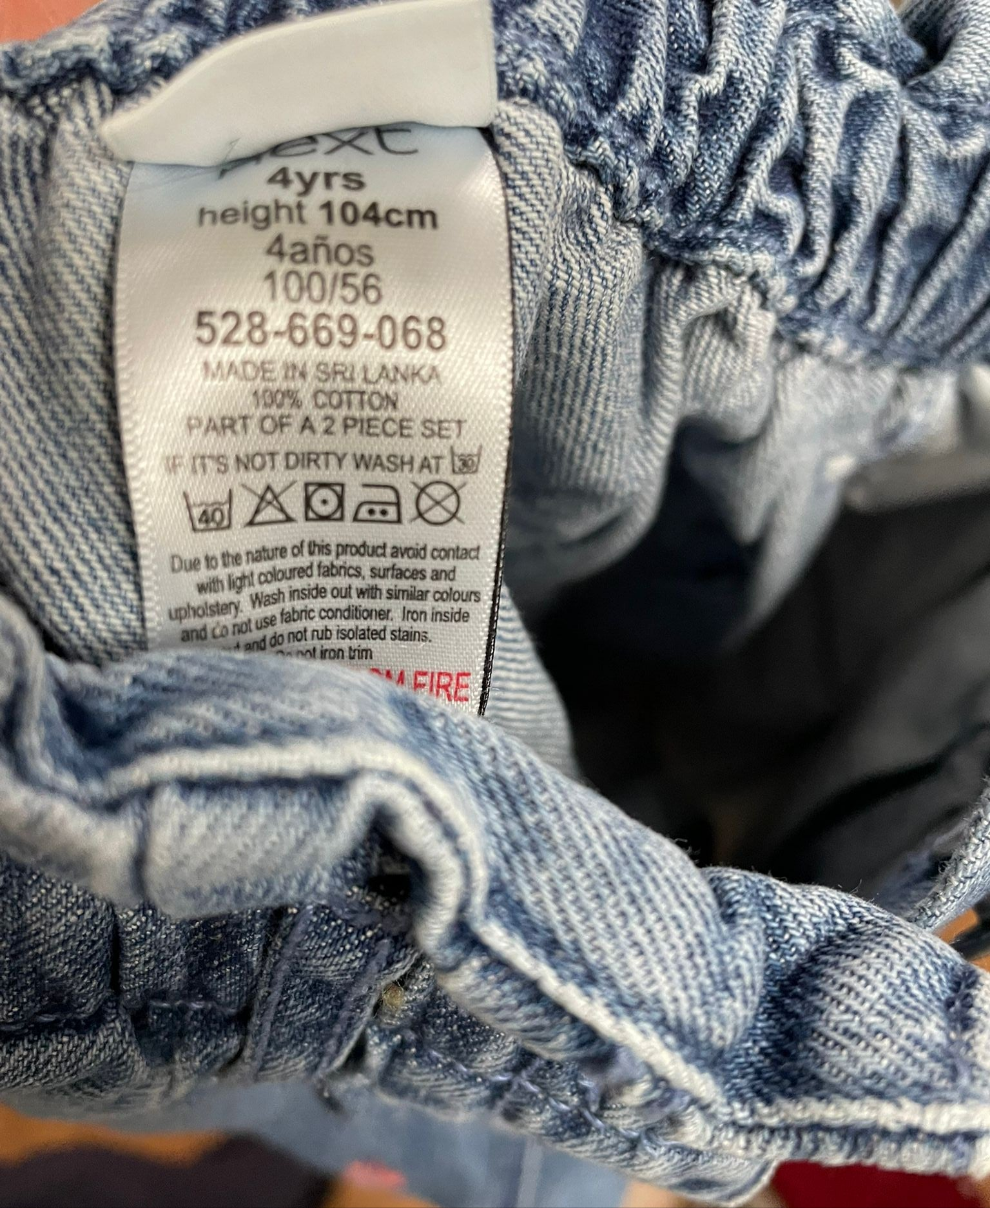 next
4yrs
height 104cm
4años
100/56
528-669-068
MADE IN SRI LANKA
100% COTTON
PART OF A 2 PIECE SET
IF IT'S NOT DIRTY WASH AT 30
40
Due to the nature of this product avoid contact
with light coloured fabrics, surfaces and
upholstery. Wash inside out with similar colours
and do not use fabric conditioner. Iron inside
and do not rub isolated stains.
not iron trim
FIRE